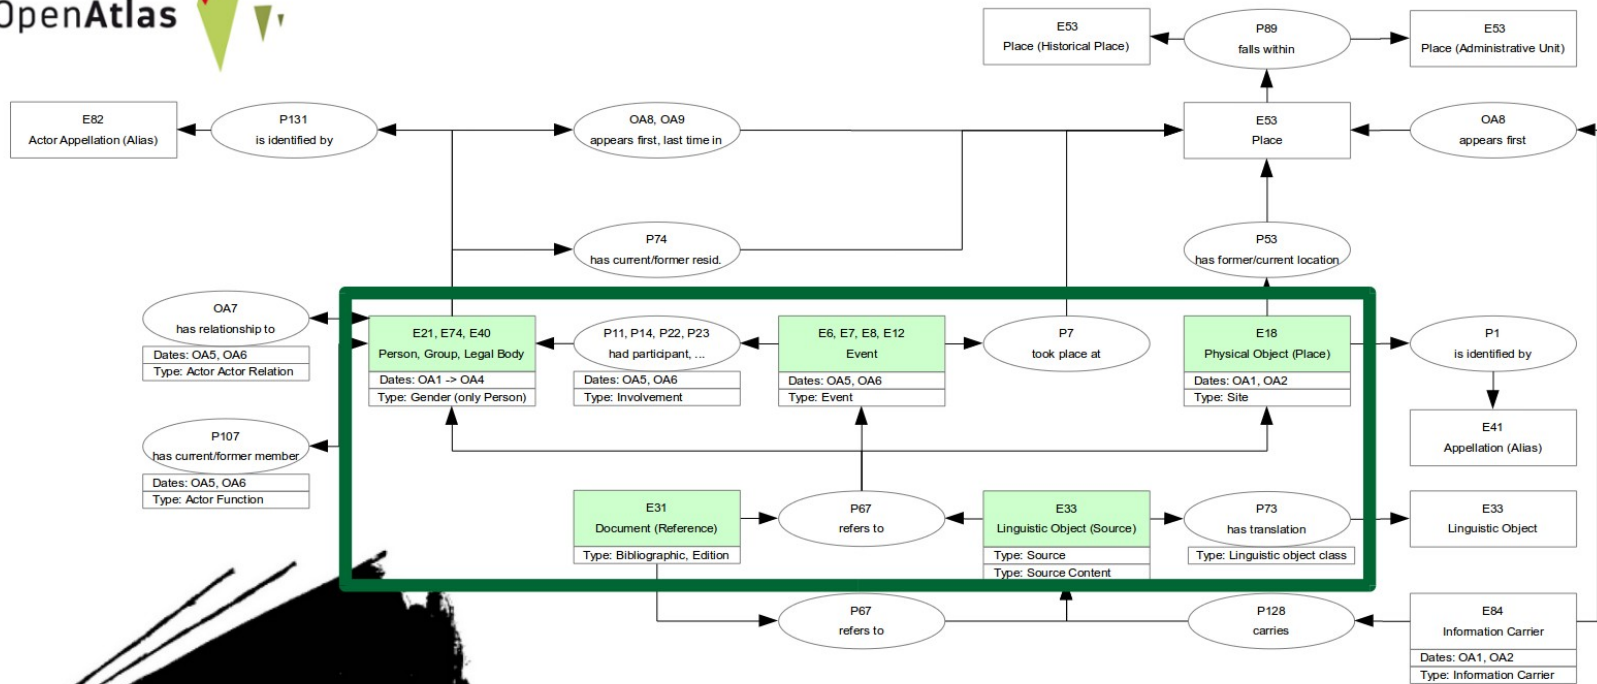 OpenAtlas
E53
Place (Historical Place)
P89
falls within
E53
Place (Administrative Unit)
E82
Actor Appellation (Alias)
P131
is identified by
OA8, OA9
appears first, last time in
E53
Place
OA8
appears first
P74
has current/former resid.
P53
has former/current location
OA7
has relationship to
Dates: OA5, OA6
Type: Actor Actor Relation
E21, E74, E40
Person, Group, Legal Body
Dates: OA1 -> OA4
Type: Gender (only Person)
P11, P14, P22, P23
had participant, ...
Dates: OA5, OA6
Type: Involvement
E6, E7, E8, E12
Event
Dates: OA5, OA6
Type: Event
P7
took place at
E18
Physical Object (Place)
Dates: OA1, OA2
Type: Site
P1
is identified by
P107
has current/former member
Dates: OA5, OA6
Type: Actor Function
E41
Appellation (Alias)
E31
Document (Reference)
Type: Bibliographic, Edition
P67
refers to
E33
Linguistic Object (Source)
Type: Source
Type: Source Content
P73
has translation
Type: Linguistic object class
E33
Linguistic Object
P67
refers to
P128
carries
E84
Information Carrier
Dates: OA1, OA2
Type: Information Carrier